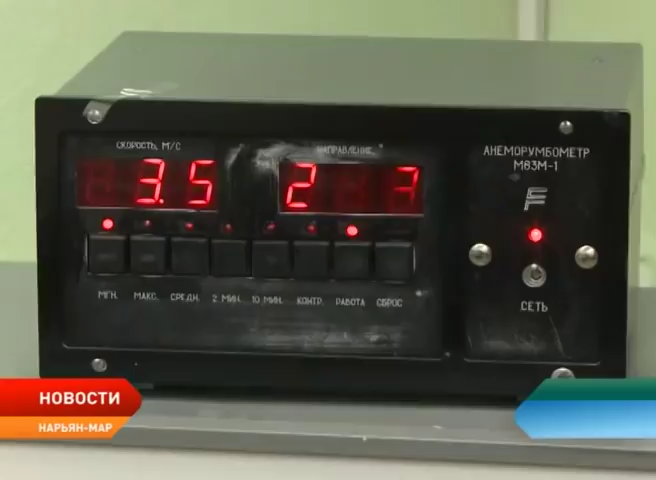 СКОРОСТЬ, М/С
НАПРАВЛЕНИЕ
3.5
2
АНЕМОРУМБОМЕТР
М63М-1
МГН. МАКС. СРЕДН. 2 МИН. 10 МИН. КОНТР. РАБОТА СБРОС
СЕТЬ
НОВОСТИ
НАРЬЯН-МАР